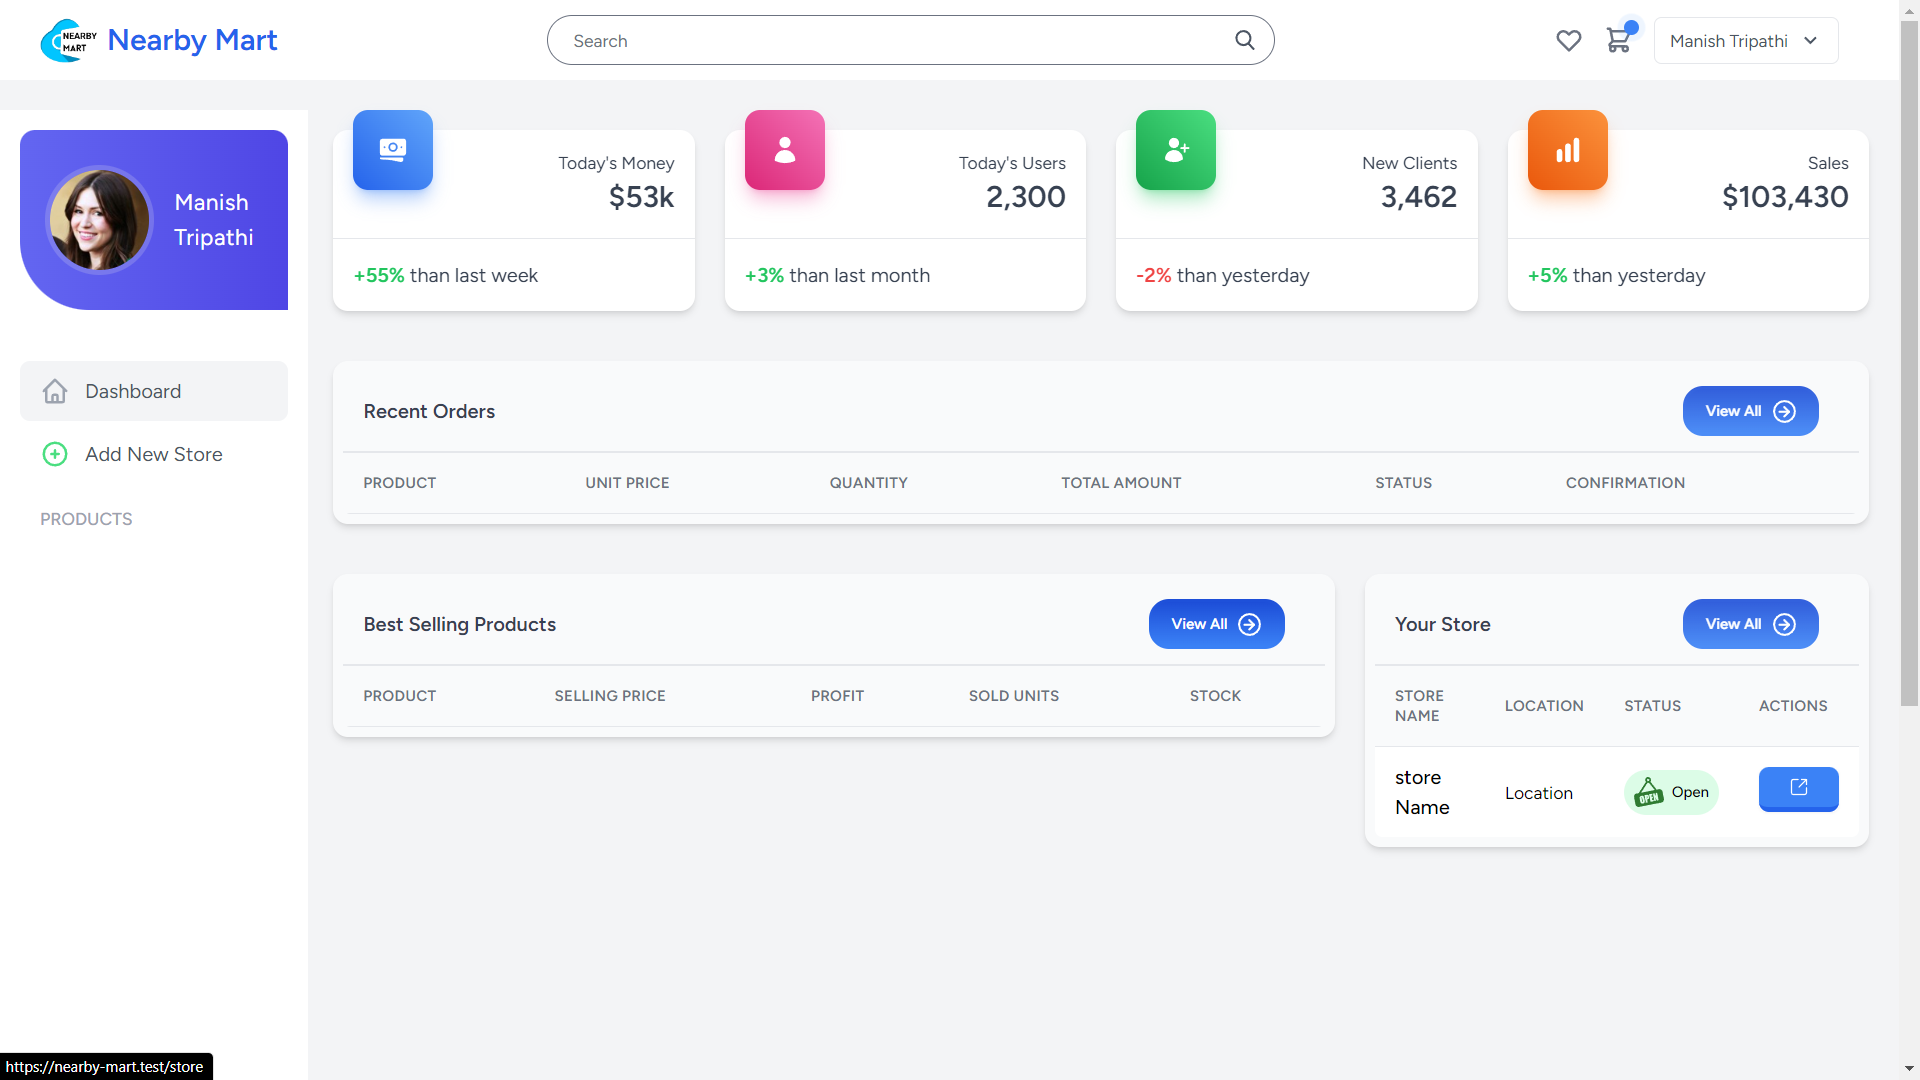 NEARBY
MART
Nearby Mart
Search
Manish Tripathi
Manish
Tripathi
Dashboard
Add New Store
PRODUCTS
Today's Money
$53k
+55% than last week
Today's Users
2,300
+3% than last month
New Clients
3,462
-2% than yesterday
Sales
$103,430
+5% than yesterday
Recent Orders
View All
PRODUCT UNIT PRICE QUANTITY TOTAL AMOUNT STATUS CONFIRMATION
Best Selling Products
View All
PRODUCT SELLING PRICE PROFIT SOLD UNITS STOCK
Your Store
View All
STORE
NAME
LOCATION STATUS ACTIONS
store
Name
Location
OPEN
Open
https://nearby-mart.test/store